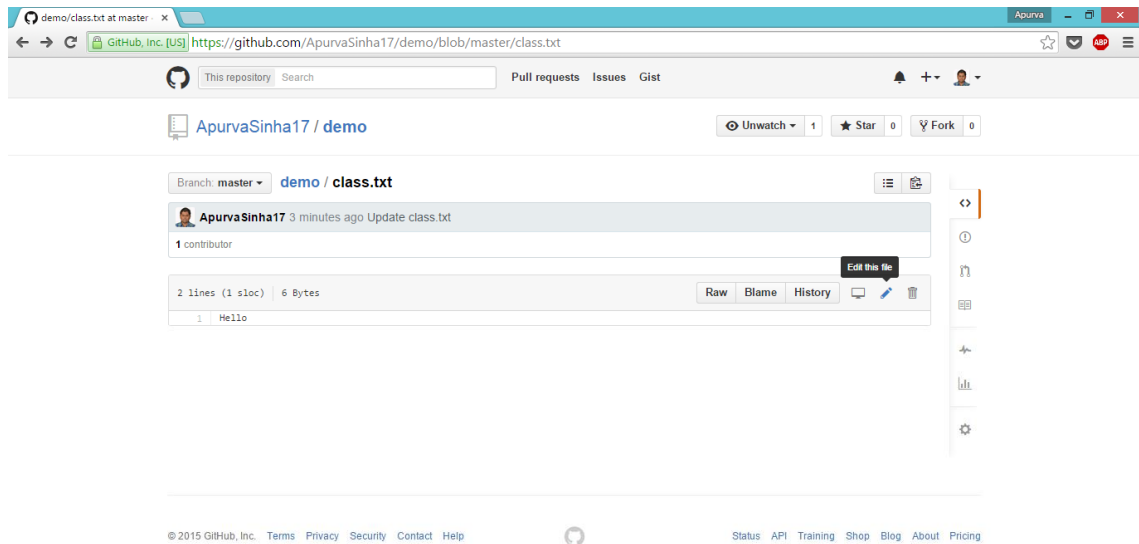 demo/class.txt at master
Apurva
GitHub, Inc. [US] https://github.com/ApurvaSinha17/demo/blob/master/class.txt
ABP
This repository Search Pull requests Issues Gist
ApurvaSinha17 / demo
Unwatch 1 Star 0 Fork 0
Branch: master demo / class.txt
ApurvaSinha17 3 minutes ago Update class.txt
1 contributor
Edit this file
2 lines (1 sloc) 6 Bytes Raw Blame History
1 Hello
© 2015 GitHub, Inc. Terms Privacy Security Contact Help Status API Training Shop Blog About Pricing